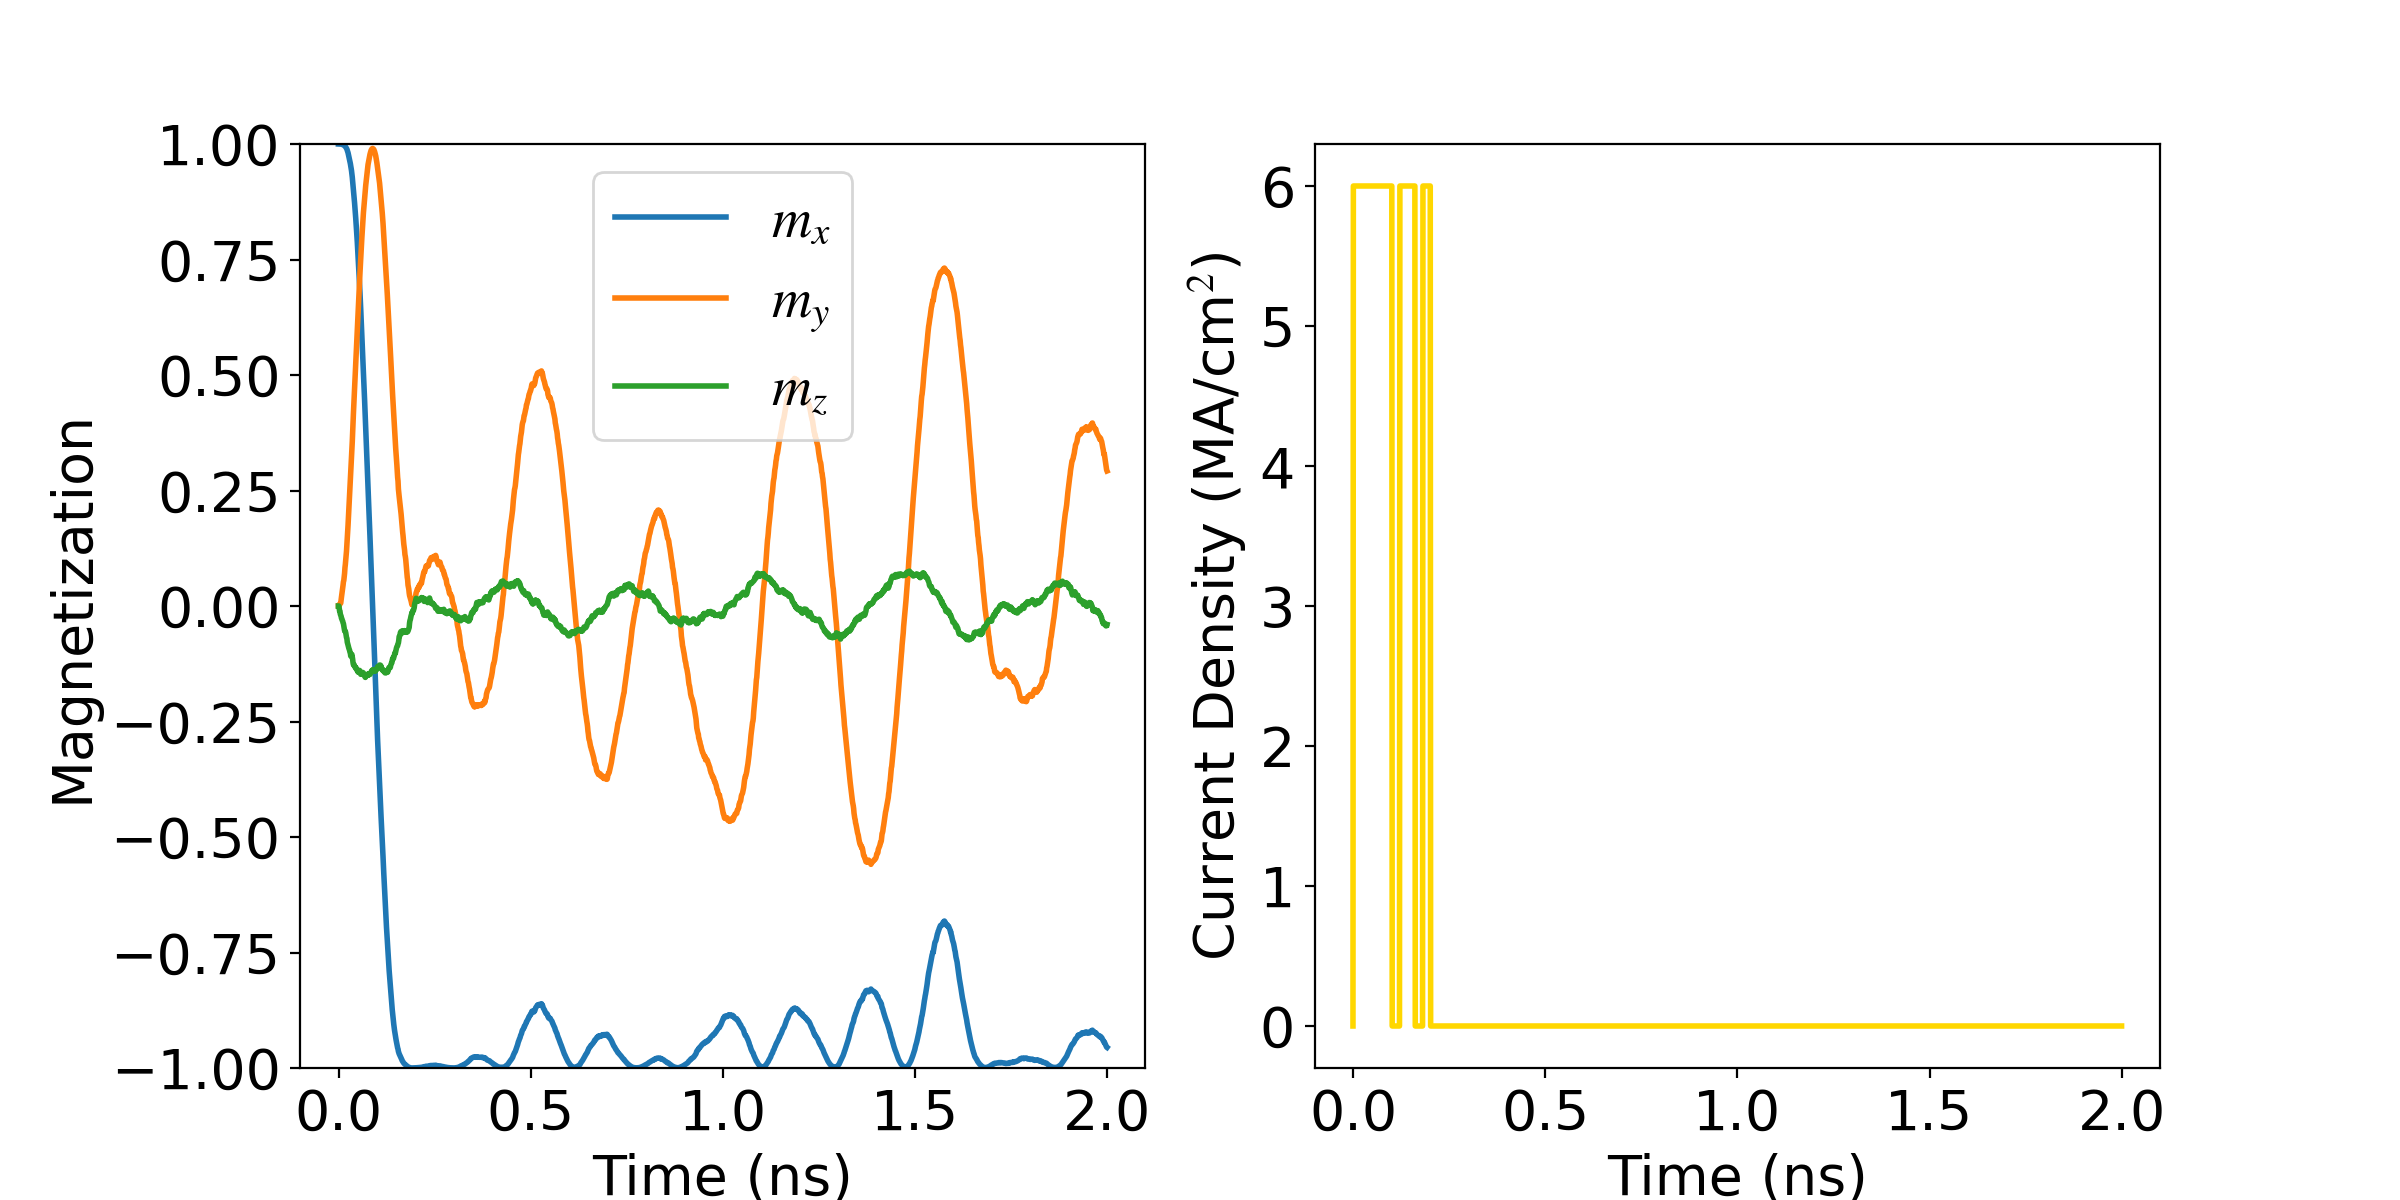 Magnetization
1.00
0.75
0.50
0.25
0.00
−0.25
−0.50
−0.75
−1.00
0.0 0.5 1.0 1.5 2.0
Time (ns)
m_x
m_y
m_z
Current Density (MA/cm²)
6
5
4
3
2
1
0
0.0 0.5 1.0 1.5 2.0
Time (ns)